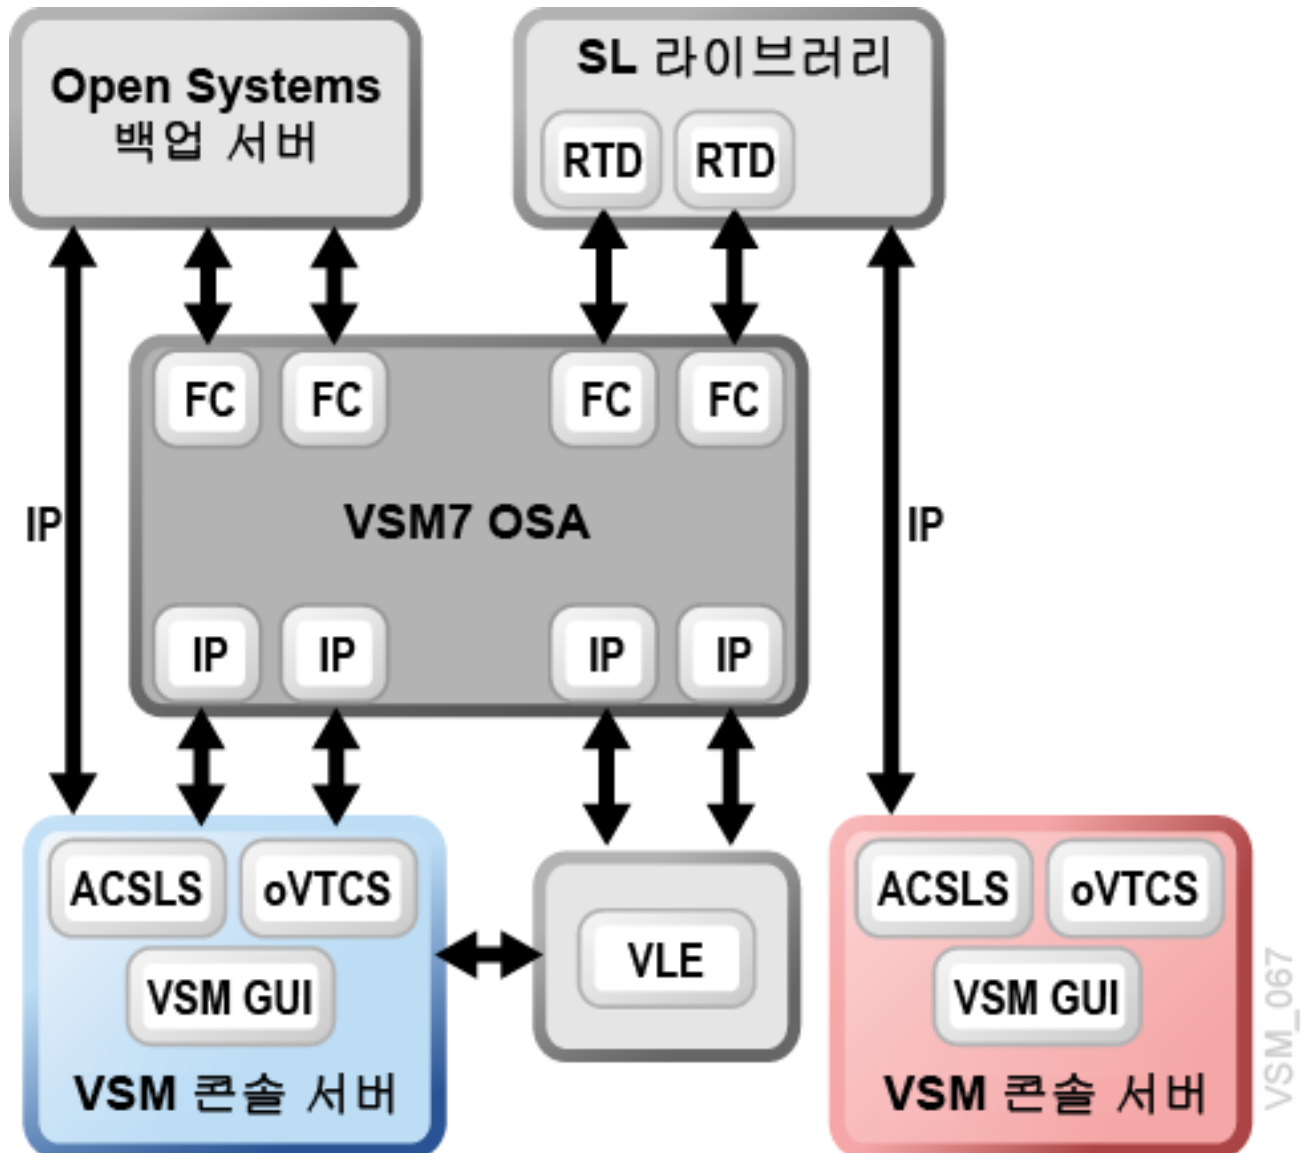 Open Systems
백업 서버
SL 라이브러리
RTD
RTD
FC
FC
FC
FC
IP
VSM7 OSA
IP
IP
IP
IP
IP
ACSLS
oVTCS
VSM GUI
VSM 콘솔 서버
VLE
ACSLS
oVTCS
VSM GUI
VSM 콘솔 서버
VSM_067